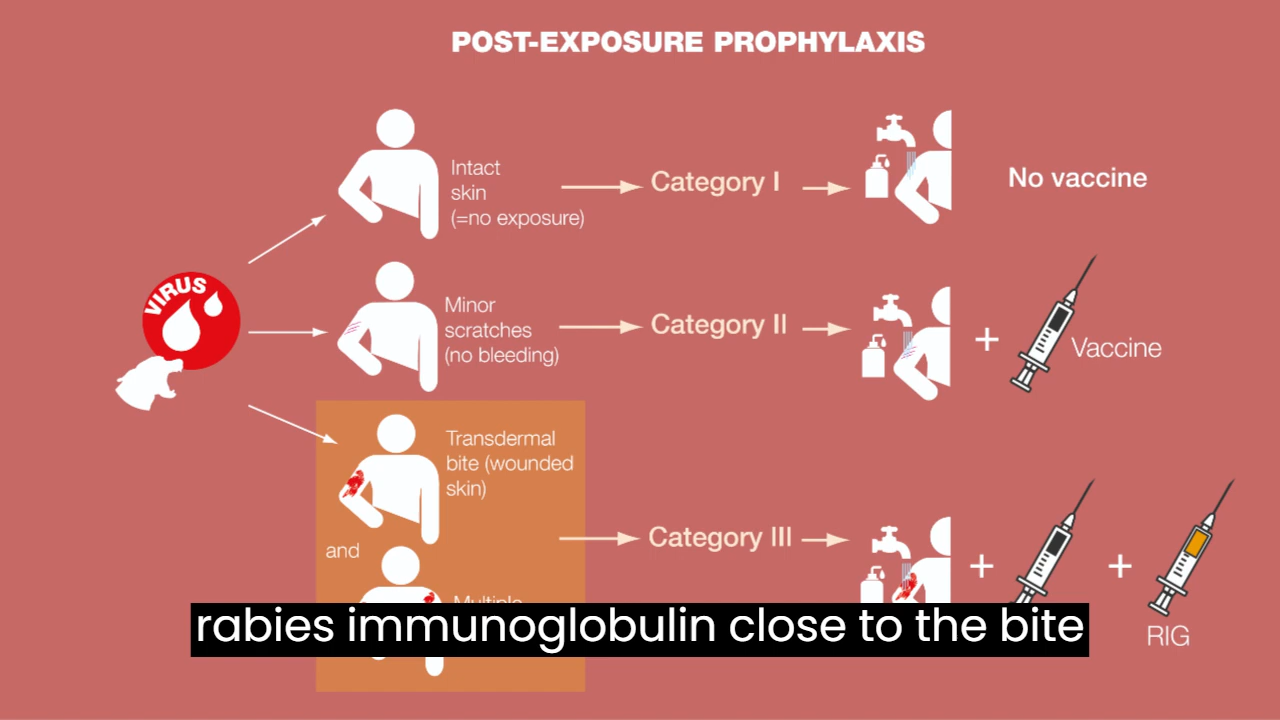 POST-EXPOSURE PROPHYLAXIS
VIRUS
Intact
skin
(=no exposure)
Category I
No vaccine
Minor
scratches
(no bleeding)
Category II
+
Vaccine
Transdermal
bite (wounded
skin)
and
Multiple
Category III
+
+
RIG
rabies immunoglobulin close to the bite